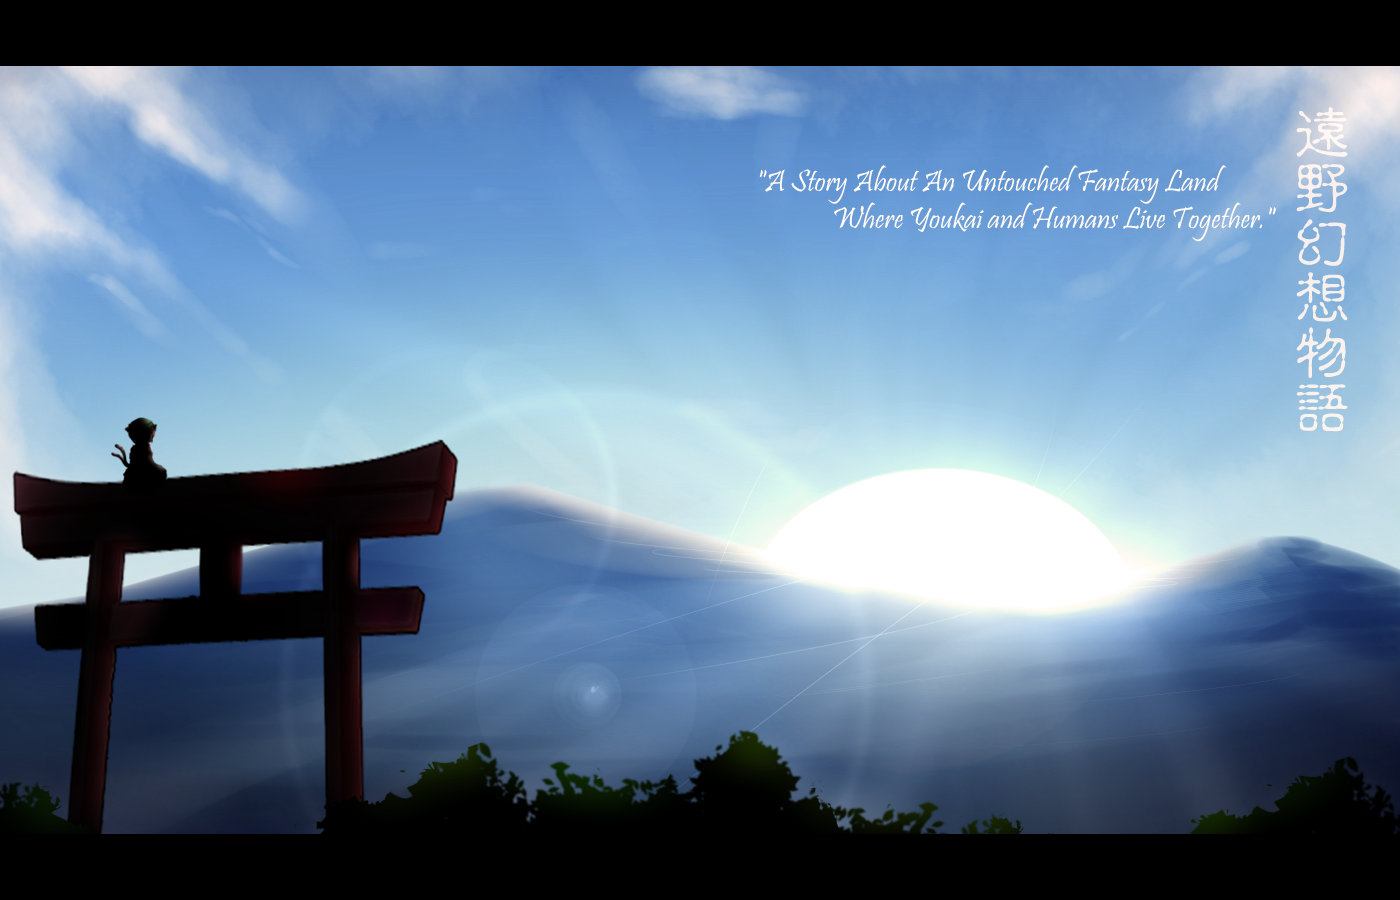 "A Story About An Untouched Fantasy Land
Where Youkai and Humans Live Together."
遠野幻想物語